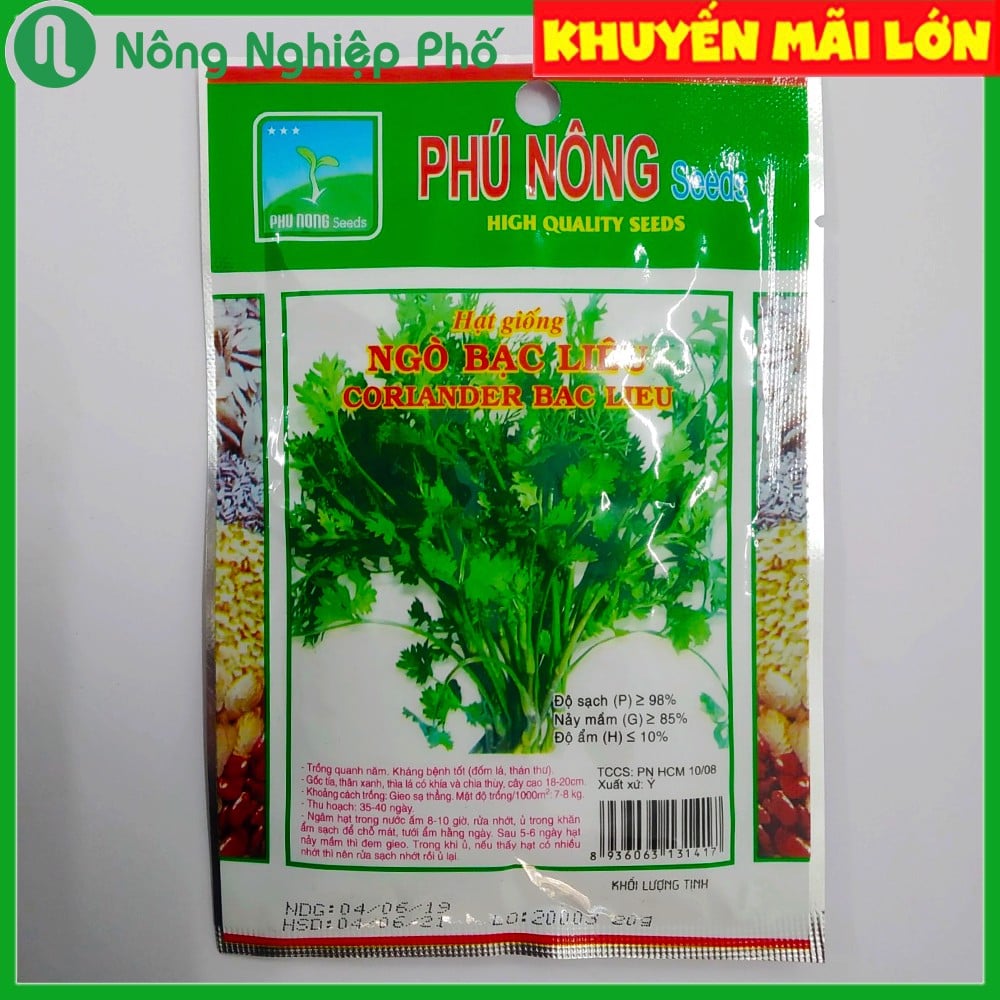 Nông Nghiệp Phố
KHUYẾN MÃI LỚN
PHÚ NÔNG Seeds
HIGH QUALITY SEEDS
PHU NONG Seeds
Hạt giống
NGÒ BẠC LIÊU
CORIANDER BAC LIEU
Độ sạch (P) ≥ 98%
Nảy mầm (G) ≥ 85%
Độ ẩm (H) ≤ 10%
- Trồng quanh năm. Kháng bệnh tốt (đốm lá, thán thư).
- Gốc tía, thân xanh, thìa lá có khía và chia thùy, cây cao 18-20cm.
- Khoảng cách trồng: Gieo sạ thẳng. Mật độ trồng/1000m²: 7-8 kg.
- Thu hoạch: 35-40 ngày.
- Ngâm hạt trong nước ấm 8-10 giờ, rửa nhớt, ủ trong khăn
ẩm sạch để chỗ mát, tưới ẩm hằng ngày. Sau 5-6 ngày hạt
nảy mầm thì đem gieo. Trong khi ủ, nếu thấy hạt có nhiều
nhớt thì nên rửa sạch nhớt rồi ủ lại.
TCCS: PN HCM 10/08
Xuất xứ: Ý
8 936063 131417
KHỐI LƯỢNG TỊNH
NDG:04/06/19
HSD:04/06/21 LO:20003 20g